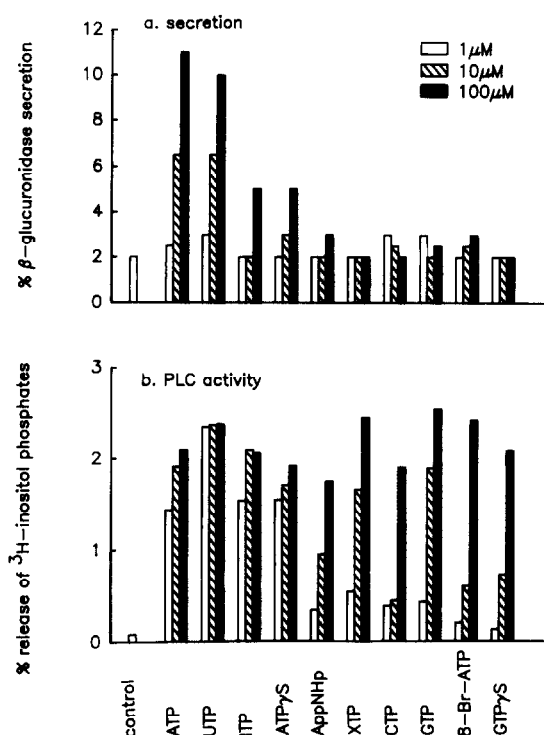 a. secretion
1μM
10μM
100μM
12
10
8
6
4
2
0
% β-glucuronidase secretion
b. PLC activity
3
2
1
0
% release of ³H-inositol phosphates
control
ATP
UTP
ITP
ATPγS
AppNHp
XTP
CTP
GTP
8-Br-ATP
GTPγS